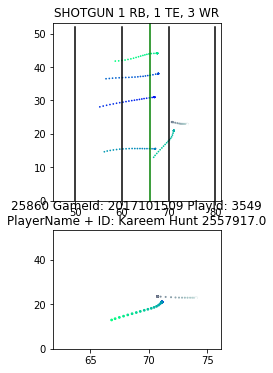 SHOTGUN 1 RB, 1 TE, 3 WR
50
40
30
20
10
0
50 60 70 80
25860 GameId: 2017101509 PlayId: 3549
PlayerName + ID: Kareem Hunt 2557917.0
40
20
0
65 70 75